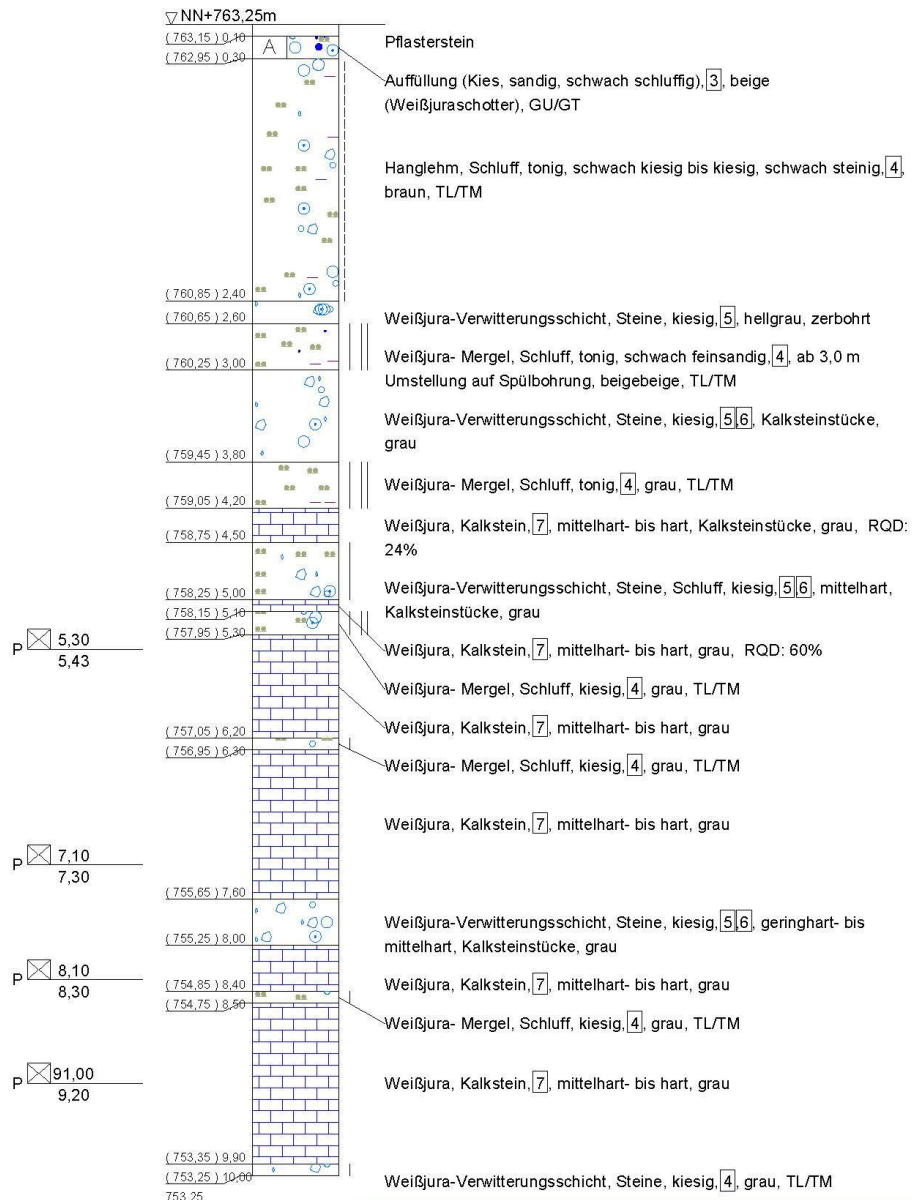 NN+763,25m
( 763,15 ) 0,10
Pflasterstein
A
( 762,95 ) 0,30
Auffüllung (Kies, sandig, schwach schluffig), 3, beige
(Weißjuraschotter), GU/GT
Hanglehm, Schluff, tonig, schwach kiesig bis kiesig, schwach steinig, 4,
braun, TL/TM
( 760,85 ) 2,40
( 760,65 ) 2,60
Weißjura-Verwitterungsschicht, Steine, kiesig, 5, hellgrau, zerbohrt
Weißjura- Mergel, Schluff, tonig, schwach feinsandig, 4, ab 3,0 m
Umstellung auf Spülbohrung, beigebeige, TL/TM
( 760,25 ) 3,00
Weißjura-Verwitterungsschicht, Steine, kiesig, 5 6, Kalksteinstücke,
grau
( 759,45 ) 3,80
Weißjura- Mergel, Schluff, tonig, 4, grau, TL/TM
( 759,05 ) 4,20
Weißjura, Kalkstein, 7, mittelhart- bis hart, Kalksteinstücke, grau, RQD:
24%
( 758,75 ) 4,50
Weißjura-Verwitterungsschicht, Steine, Schluff, kiesig, 5 6, mittelhart,
Kalksteinstücke, grau
( 758,25 ) 5,00
( 758,15 ) 5,10
( 757,95 ) 5,30
P 5,30
5,43
Weißjura, Kalkstein, 7, mittelhart- bis hart, grau, RQD: 60%
Weißjura- Mergel, Schluff, kiesig, 4, grau, TL/TM
Weißjura, Kalkstein, 7, mittelhart- bis hart, grau
( 757,05 ) 6,20
( 756,95 ) 6,30
Weißjura- Mergel, Schluff, kiesig, 4, grau, TL/TM
Weißjura, Kalkstein, 7, mittelhart- bis hart, grau
P 7,10
7,30
( 755,65 ) 7,60
Weißjura-Verwitterungsschicht, Steine, kiesig, 5 6, geringhart- bis
mittelhart, Kalksteinstücke, grau
( 755,25 ) 8,00
P 8,10
8,30
Weißjura, Kalkstein, 7, mittelhart- bis hart, grau
( 754,85 ) 8,40
( 754,75 ) 8,50
Weißjura- Mergel, Schluff, kiesig, 4, grau, TL/TM
P 91,00
9,20
Weißjura, Kalkstein, 7, mittelhart- bis hart, grau
( 753,35 ) 9,90
( 753,25 ) 10,00
Weißjura-Verwitterungsschicht, Steine, kiesig, 4, grau, TL/TM
753,25